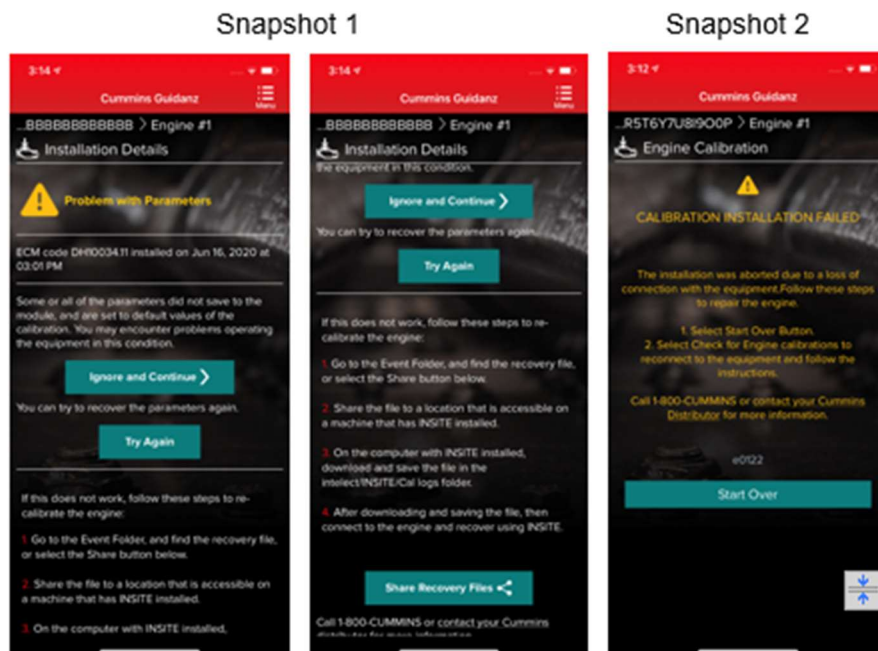 Snapshot 1
Snapshot 2
3:14
Cummins Guidanz
Menu
...BBBBBBBBBBBBB > Engine #1
Installation Details
Problem with Parameters
ECM code DH10034.11 installed on Jun 16, 2020 at
03:01 PM
Some or all of the parameters did not save to the
module, and are set to default values of the
calibration. You may encounter problems operating
the equipment in this condition.
Ignore and Continue
You can try to recover the parameters again.
Try Again
If this does not work, follow these steps to re-
calibrate the engine:
1. Go to the Event Folder, and find the recovery file,
or select the Share button below.
2. Share the file to a location that is accessible on
a machine that has INSITE installed.
3. On the computer with INSITE installed,
3:14
Cummins Guidanz
Menu
...BBBBBBBBBBBBB > Engine #1
Installation Details
the equipment in this condition.
Ignore and Continue
You can try to recover the parameters again.
Try Again
If this does not work, follow these steps to re-
calibrate the engine:
1. Go to the Event Folder, and find the recovery file,
or select the Share button below.
2. Share the file to a location that is accessible on
a machine that has INSITE installed.
3. On the computer with INSITE installed,
download and save the file in the
intelect/INSITE/Cal logs folder.
4. After downloading and saving the file, then
connect to the engine and recover using INSITE.
Share Recovery Files
Call 1-800-CUMMINS or contact your Cummins
distributor for more information.
3:12
Cummins Guidanz
...R5T6Y7U8I9O0P > Engine #1
Engine Calibration
CALIBRATION INSTALLATION FAILED
The installation was aborted due to a loss of
connection with the equipment.Follow these steps
to repair the engine.
1. Select Start Over Button.
2. Select Check for Engine calibrations to
reconnect to the equipment and follow the
instructions.
Call 1-800-CUMMINS or contact your Cummins
Distributor for more information.
e0122
Start Over